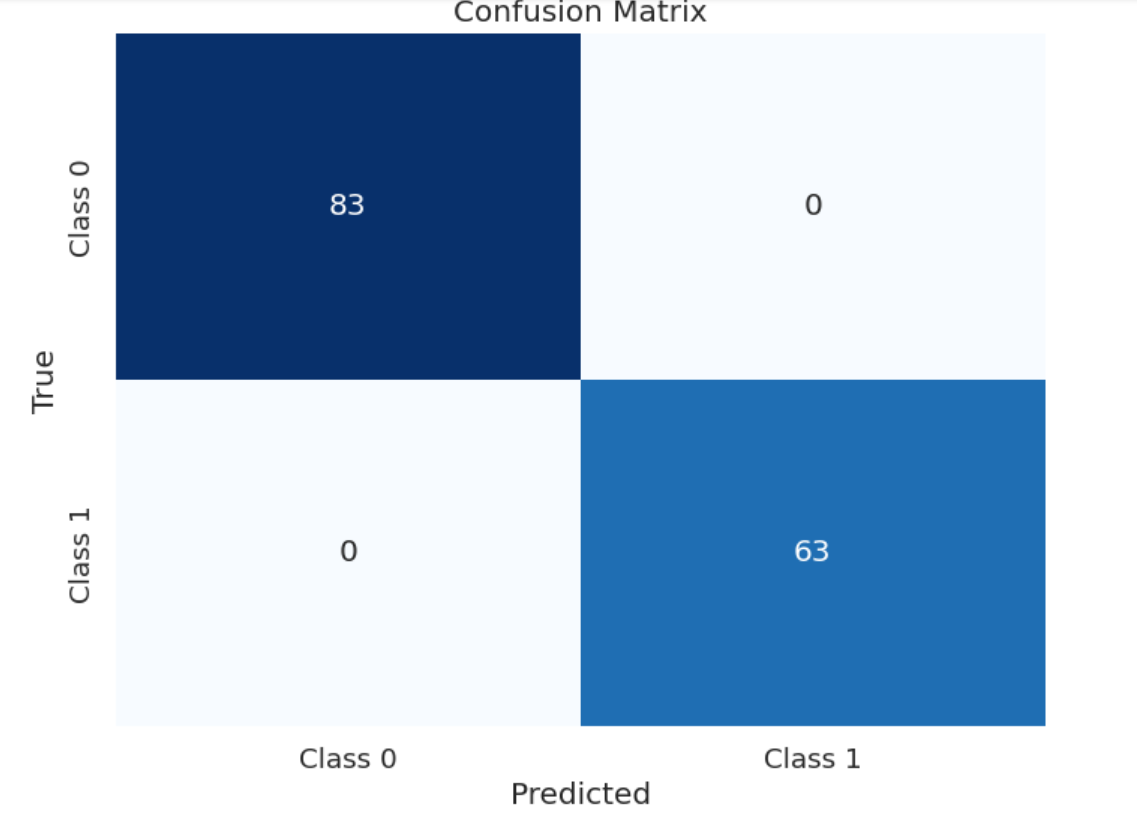 Confusion Matrix
Class 0
83
0
True
Class 1
0
63
Class 0
Class 1
Predicted